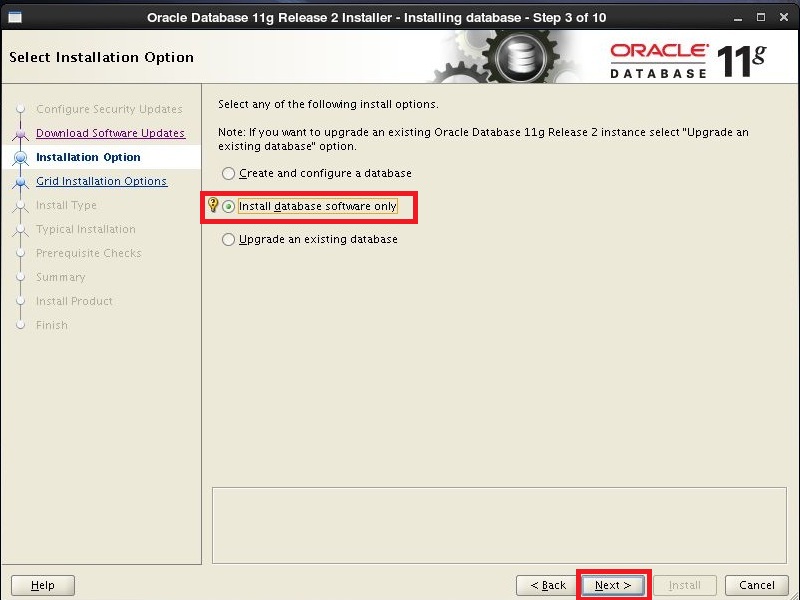 Oracle Database 11g Release 2 Installer - Installing database - Step 3 of 10
Select Installation Option
ORACLE
DATABASE 11g
Configure Security Updates
Download Software Updates
Installation Option
Grid Installation Options
Install Type
Typical Installation
Prerequisite Checks
Summary
Install Product
Finish
Select any of the following install options.
Note: If you want to upgrade an existing Oracle Database 11g Release 2 instance select "Upgrade an
existing database" option.
Create and configure a database
Install database software only
Upgrade an existing database
Help
< Back
Next >
Install
Cancel